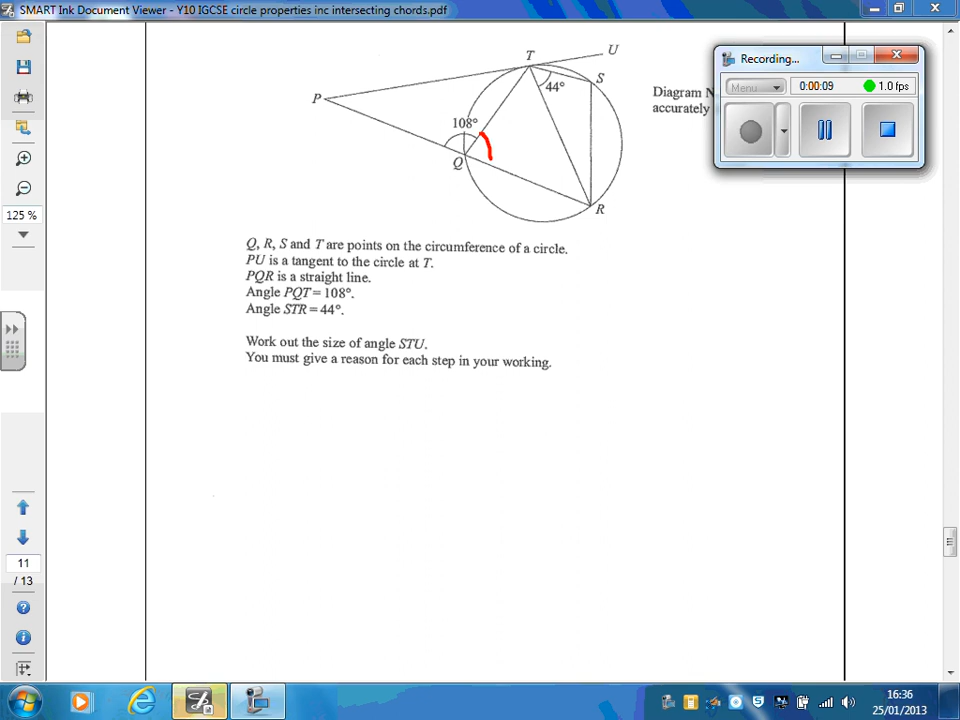 SMART Ink Document Viewer - Y10 IGCSE circle properties inc intersecting chords.pdf
T
U
S
44°
P
108°
Q
R
Diagram
accurately
Recording...
Menu
0:00:09
1.0 fps
125 %
Q, R, S and T are points on the circumference of a circle.
PU is a tangent to the circle at T.
PQR is a straight line.
Angle PQT = 108°.
Angle STR = 44°.
Work out the size of angle STU.
You must give a reason for each step in your working.
11
/ 13
16:36
25/01/2013